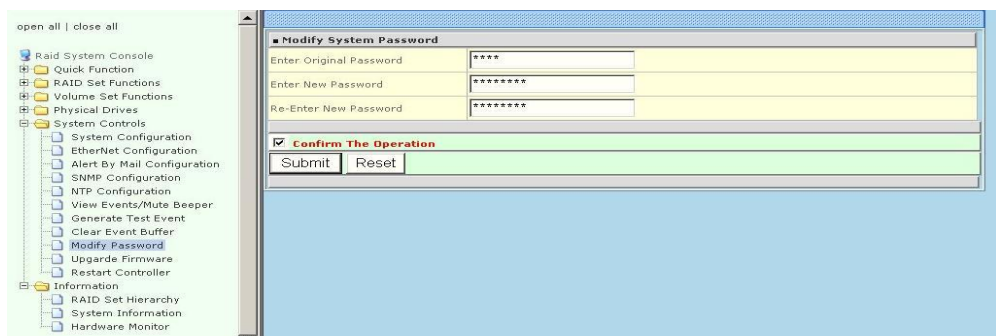 open all | close all
Raid System Console
Quick Function
RAID Set Functions
Volume Set Functions
Physical Drives
System Controls
System Configuration
EtherNet Configuration
Alert By Mail Configuration
SNMP Configuration
NTP Configuration
View Events/Mute Beeper
Generate Test Event
Clear Event Buffer
Modify Password
Upgarde Firmware
Restart Controller
Information
RAID Set Hierarchy
System Information
Hardware Monitor
Modify System Password
Enter Original Password ****
Enter New Password ********
Re-Enter New Password ********
Confirm The Operation
Submit Reset